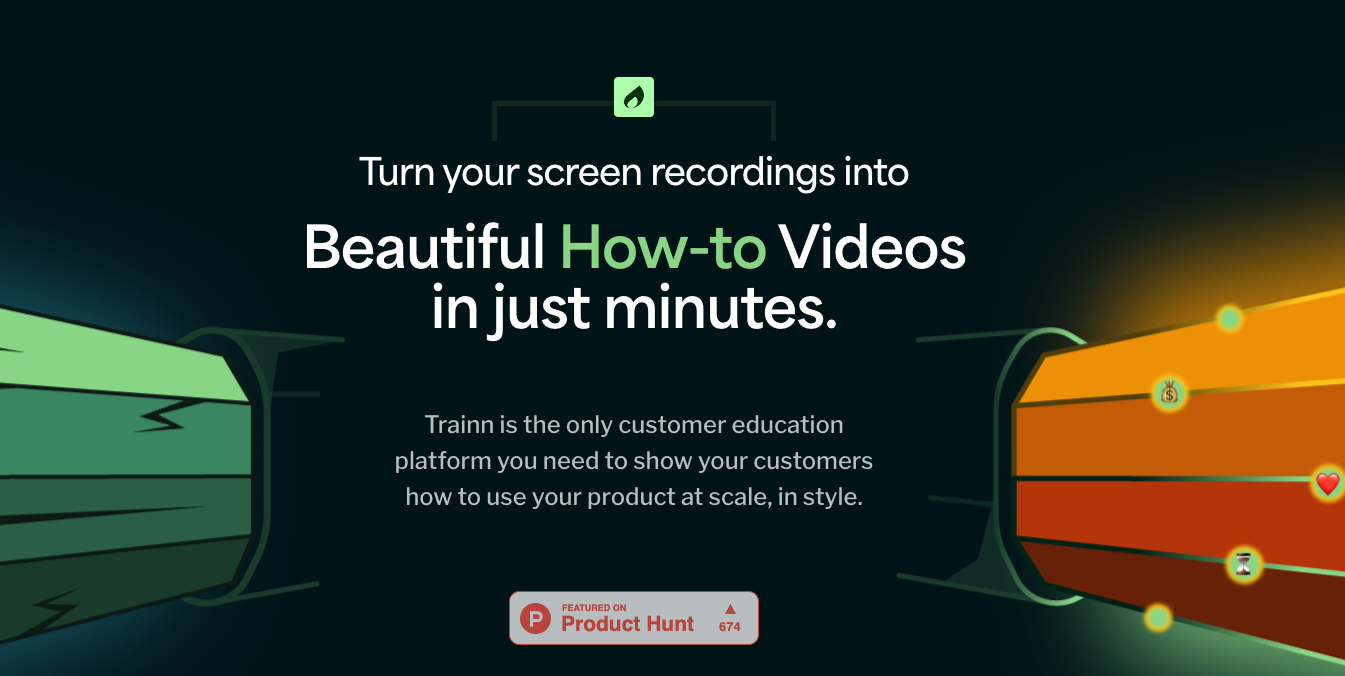 Turn your screen recordings into
Beautiful How-to Videos
in just minutes.
Trainn is the only customer education
platform you need to show your customers
how to use your product at scale, in style.
P
FEATURED ON
Product Hunt
▲
674